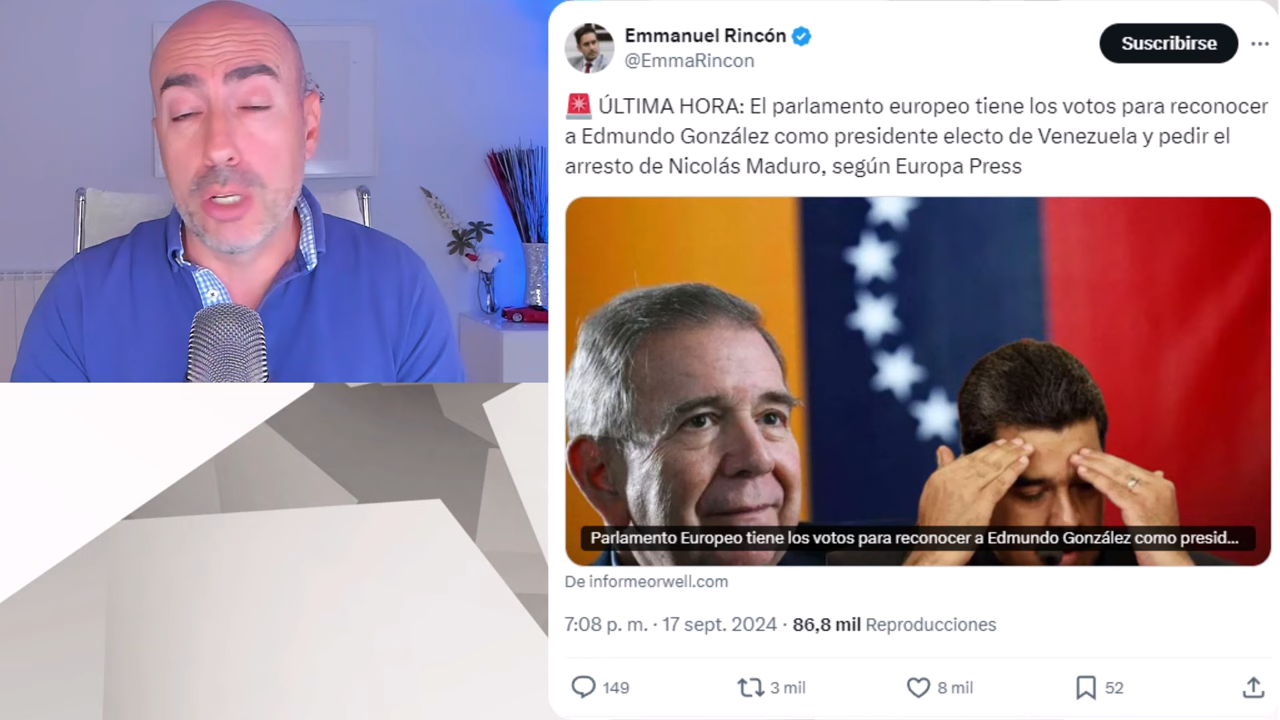 Emmanuel Rincón
@EmmaRincon
Suscribirse
🚨 ÚLTIMA HORA: El parlamento europeo tiene los votos para reconocer
a Edmundo González como presidente electo de Venezuela y pedir el
arresto de Nicolás Maduro, según Europa Press
Parlamento Europeo tiene los votos para reconocer a Edmundo González como presid...
De informeorwell.com
7:08 p. m. · 17 sept. 2024 · 86,8 mil Reproducciones
149 3 mil 8 mil 52